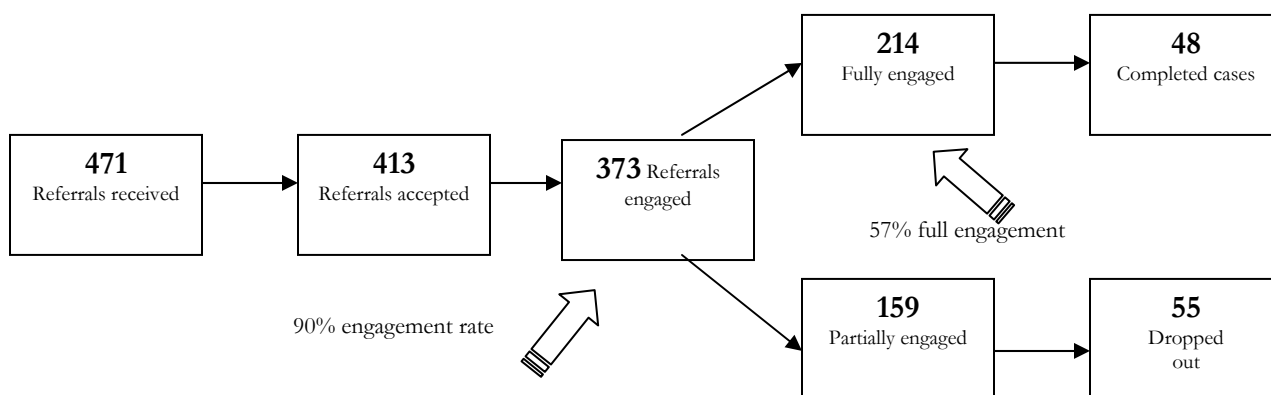 471
Referrals received
413
Referrals accepted
373 Referrals
engaged
90% engagement rate
214
Fully engaged
48
Completed cases
57% full engagement
159
Partially engaged
55
Dropped
out